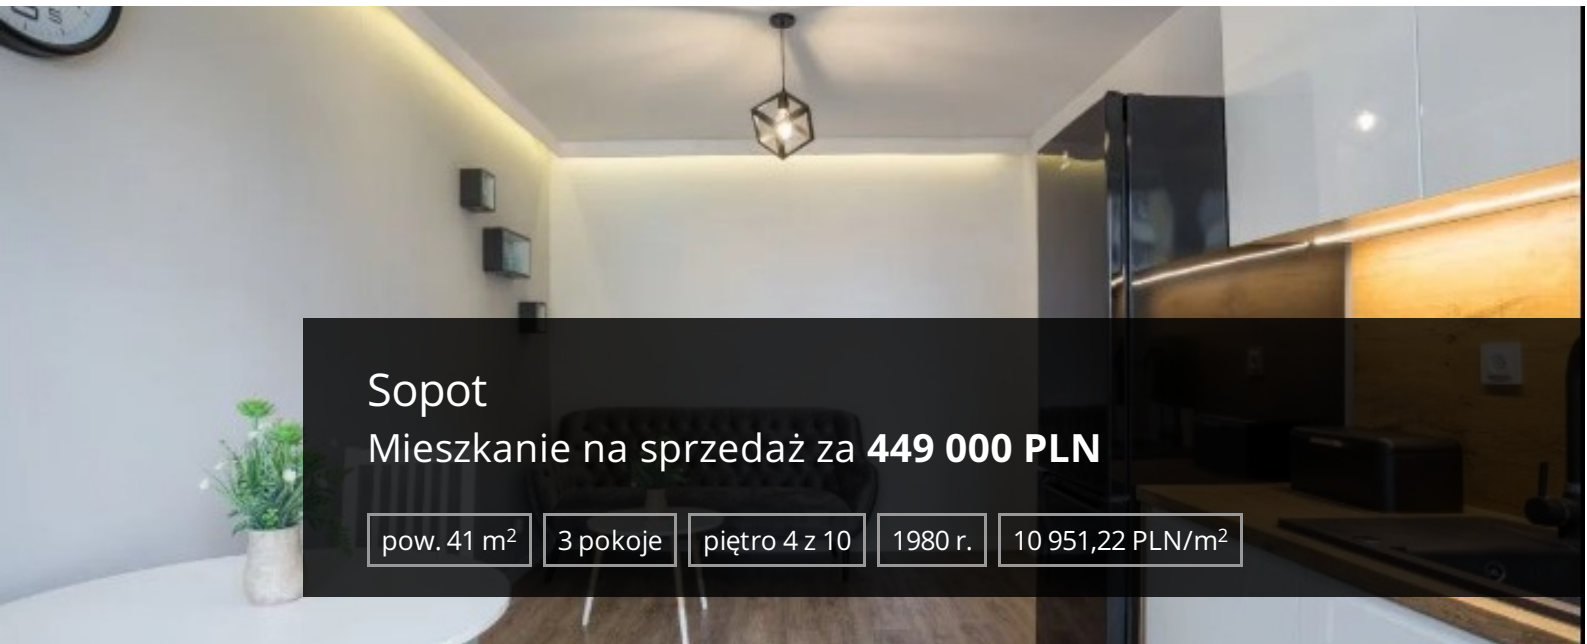 Sopot
Mieszkanie na sprzedaż za 449 000 PLN
pow. 41 m² 3 pokoje piętro 4 z 10 1980 r. 10 951,22 PLN/m²